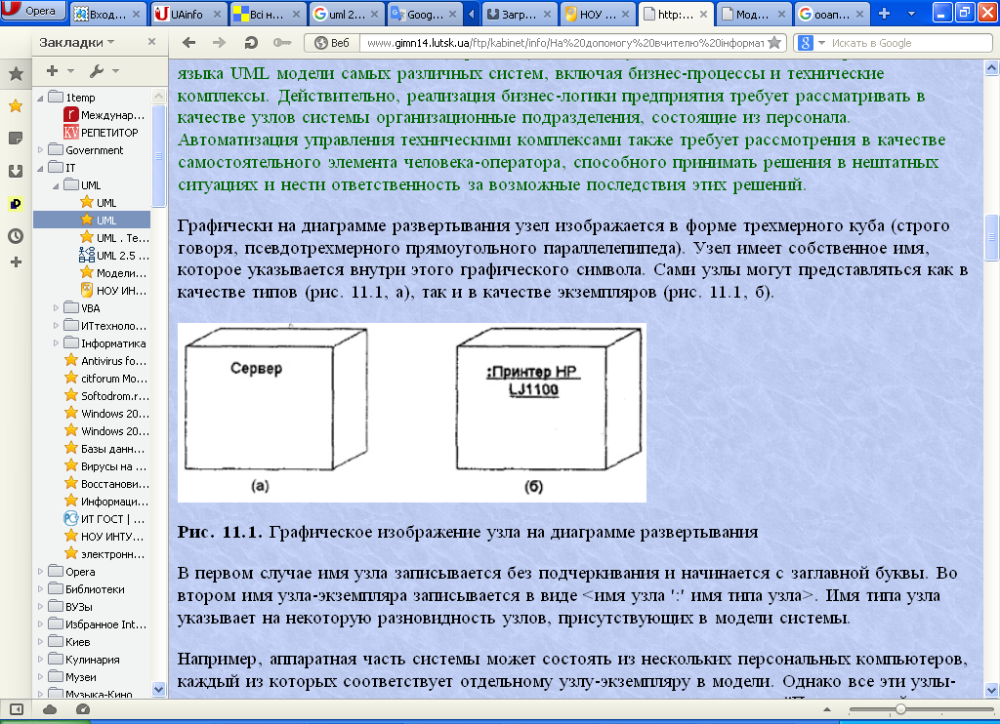 Opera
Вход...
UAinfo
Всі н...
uml 2...
Goog...
Загр...
НОУ ...
http:...
Мод...
ооап...
Закладки
Веб
www.gimn14.lutsk.ua/ftp/kabinet/info/На%20допомогу%20вчителю%20інформат
Искать в Google
1temp
Междунар...
РЕПЕТИТОР
Government
IT
UML
UML
UML
UML . Te...
UML 2.5 ...
Модели...
НОУ ИН...
VBA
ИТтехноло...
Інформатика
Antivirus fo...
citforum Mo...
Softodrom.r...
Windows 20...
Windows 20...
Базы данн...
Вирусы на ...
Восстанови...
Информаци...
ИТ ГОСТ | ...
НОУ ИНТУ...
электронн...
Opera
Библиотеки
ВУЗы
Избранное Int...
Киев
Кулинария
Музеи
Музыка-Кино
языка UML модели самых различных систем, включая бизнес-процессы и технические
комплексы. Действительно, реализация бизнес-логики предприятия требует рассматривать в
качестве узлов системы организационные подразделения, состоящие из персонала.
Автоматизация управления техническими комплексами также требует рассмотрения в качестве
самостоятельного элемента человека-оператора, способного принимать решения в нештатных
ситуациях и нести ответственность за возможные последствия этих решений.
Графически на диаграмме развертывания узел изображается в форме трехмерного куба (строго
говоря, псевдотрехмерного прямоугольного параллелепипеда). Узел имеет собственное имя,
которое указывается внутри этого графического символа. Сами узлы могут представляться как в
качестве типов (рис. 11.1, а), так и в качестве экземпляров (рис. 11.1, б).
Сервер
:Принтер HP
LJ1100
(а)
(б)
Рис. 11.1. Графическое изображение узла на диаграмме развертывания
В первом случае имя узла записывается без подчеркивания и начинается с заглавной буквы. Во
втором имя узла-экземпляра записывается в виде <имя узла ':' имя типа узла>. Имя типа узла
указывает на некоторую разновидность узлов, присутствующих в модели системы.
Например, аппаратная часть системы может состоять из нескольких персональных компьютеров,
каждый из которых соответствует отдельному узлу-экземпляру в модели. Однако все эти узлы-